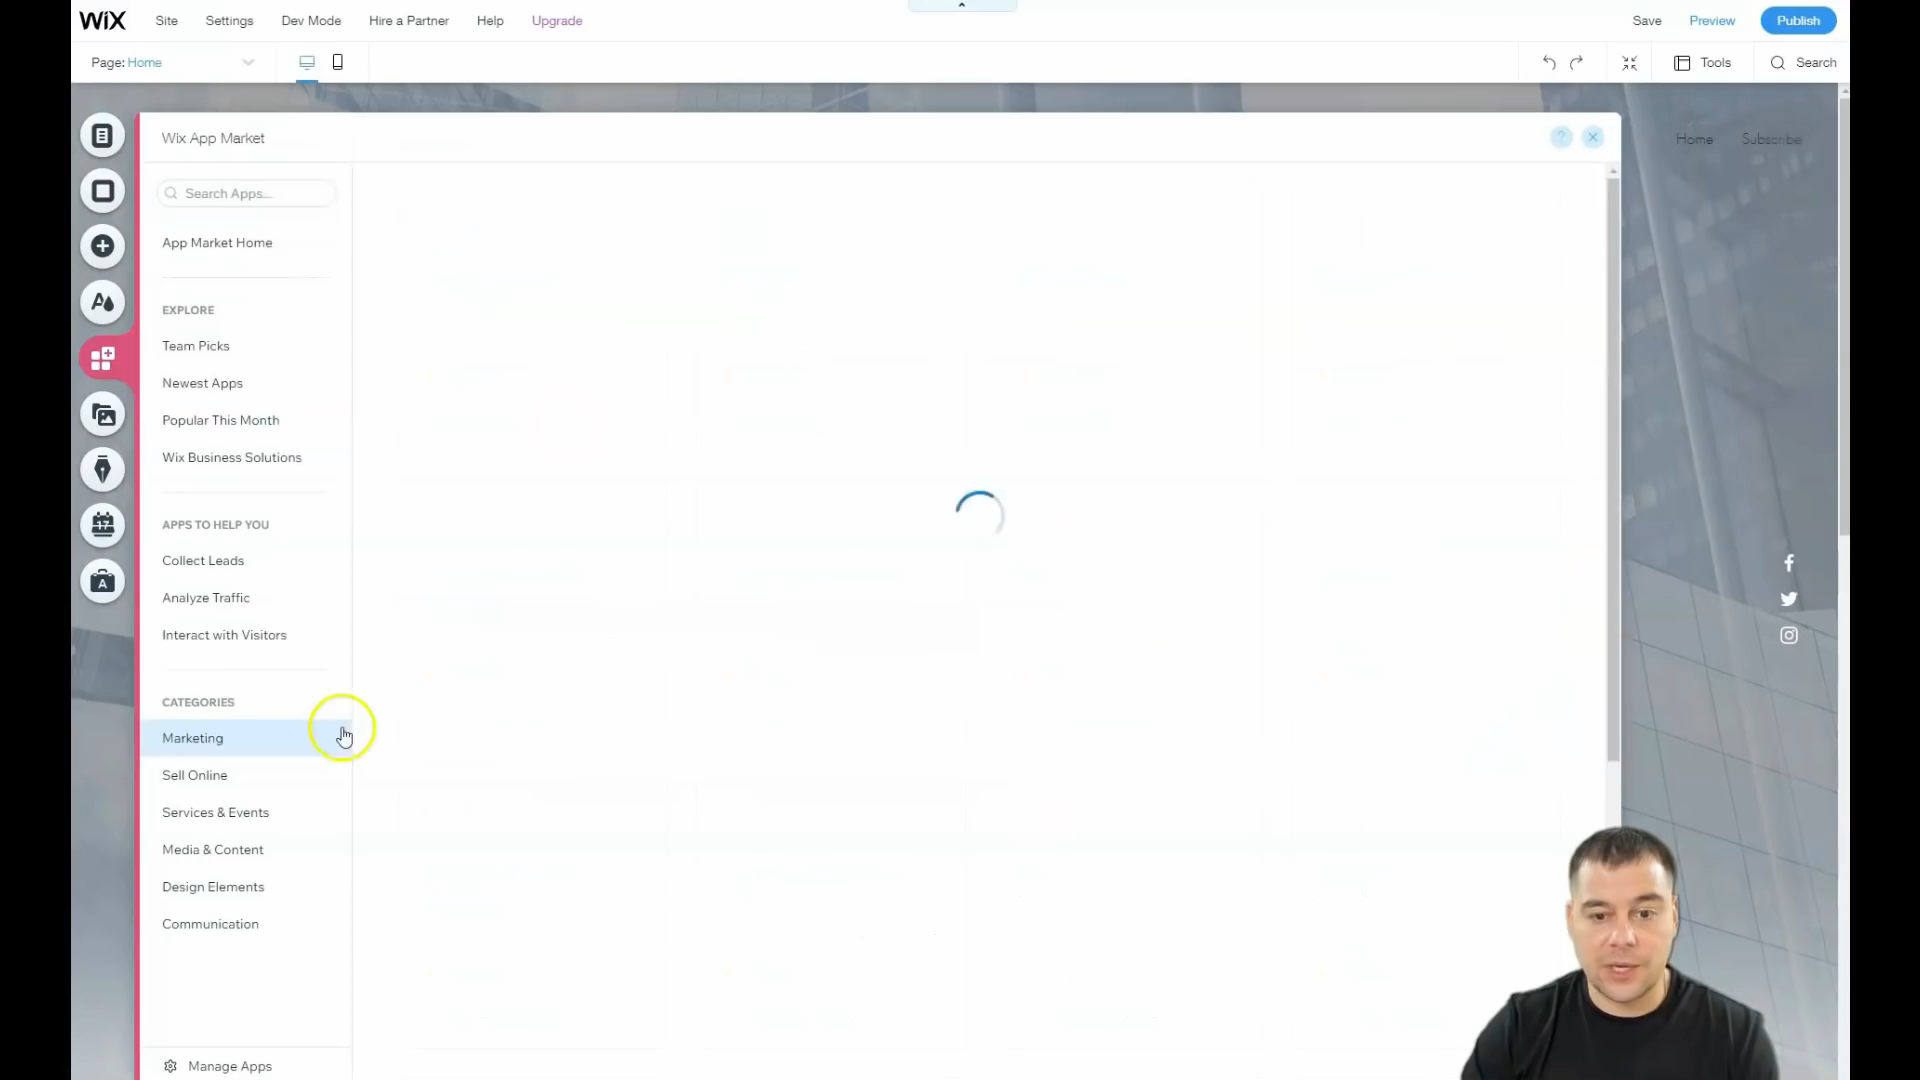 WiX
Site
Settings
Dev Mode
Hire a Partner
Help
Upgrade
Save
Preview
Publish
Page: Home
Tools
Search
Wix App Market
?
Home
Subscribe
Search Apps...
App Market Home
EXPLORE
Team Picks
Newest Apps
Popular This Month
Wix Business Solutions
APPS TO HELP YOU
Collect Leads
Analyze Traffic
Interact with Visitors
CATEGORIES
Marketing
Sell Online
Services & Events
Media & Content
Design Elements
Communication
Manage Apps
A
17
A